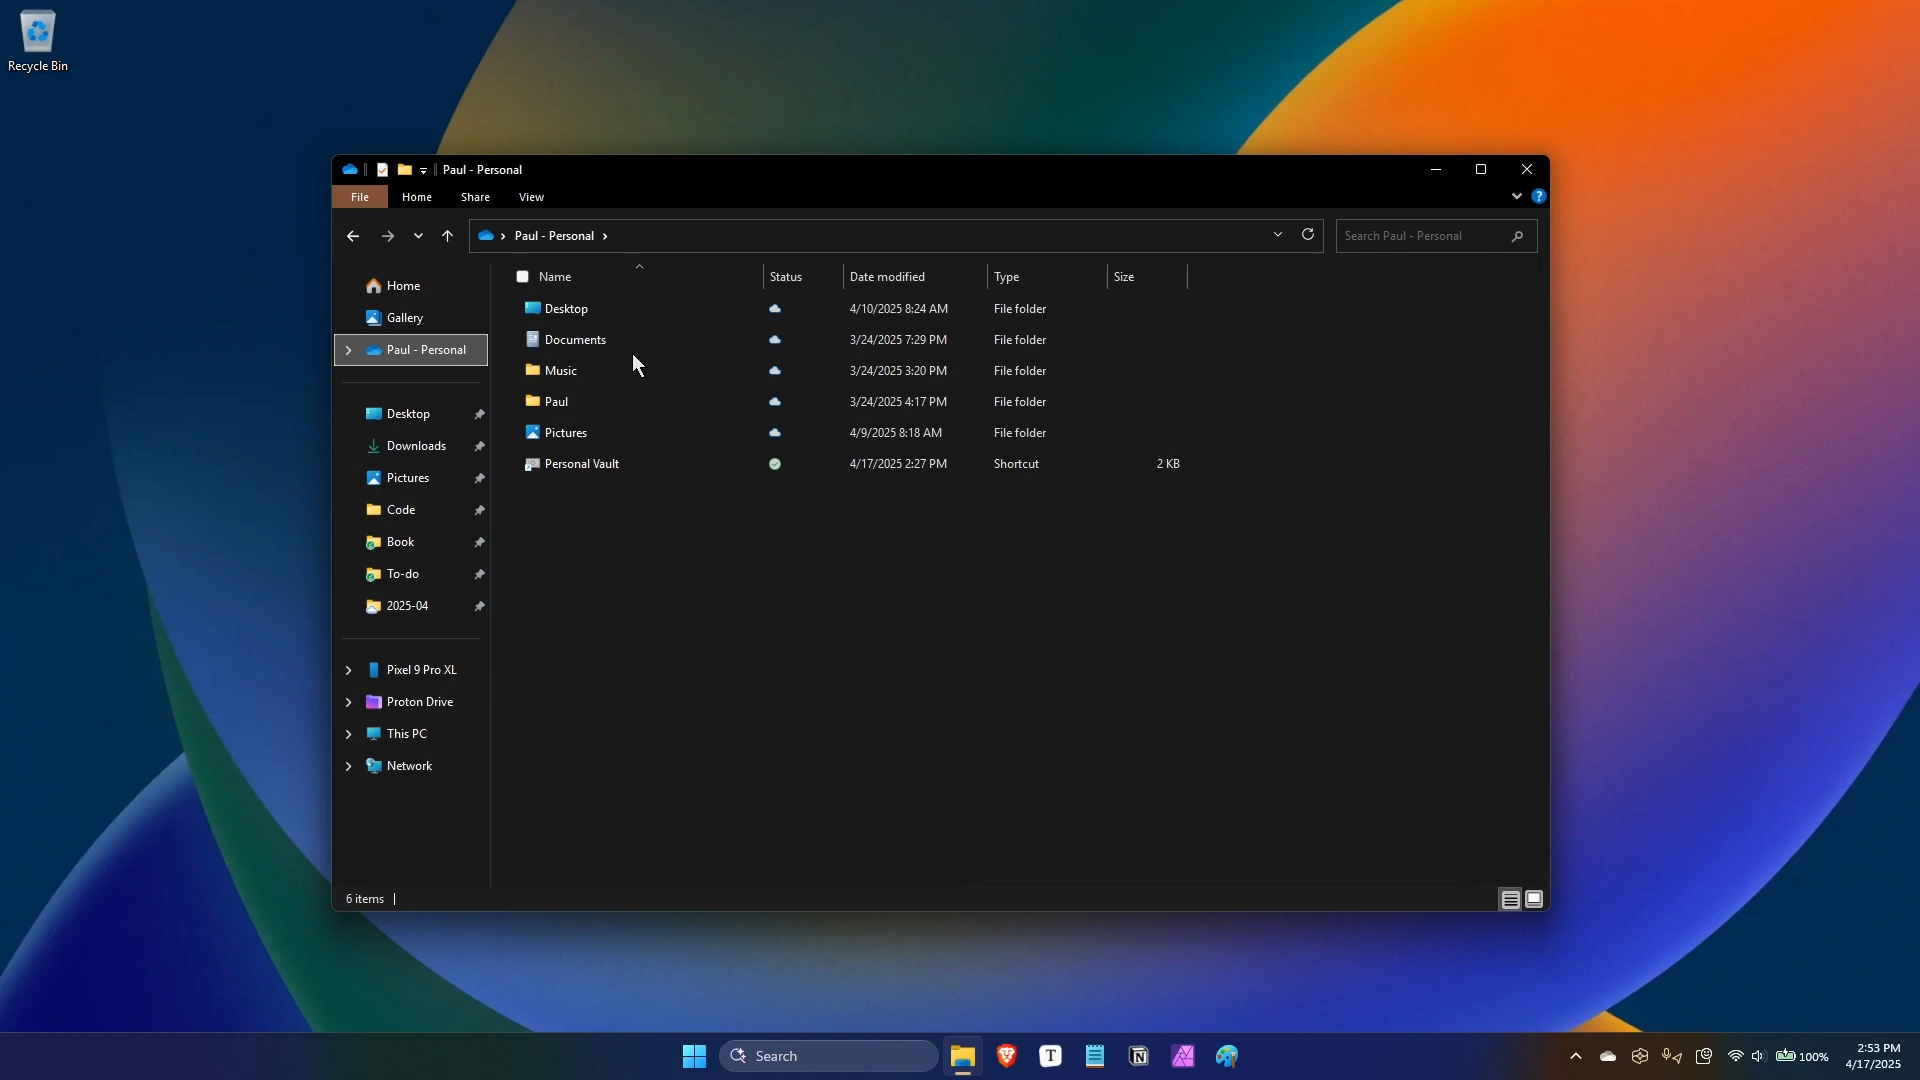 Recycle Bin
Paul - Personal
File Home Share View
Paul - Personal
Search Paul - Personal
Name Status Date modified Type Size
Home
Gallery
Paul - Personal
Desktop
Downloads
Pictures
Code
Book
To-do
2025-04
Pixel 9 Pro XL
Proton Drive
This PC
Network
Desktop 4/10/2025 8:24 AM File folder
Documents 3/24/2025 7:29 PM File folder
Music 3/24/2025 3:20 PM File folder
Paul 3/24/2025 4:17 PM File folder
Pictures 4/9/2025 8:18 AM File folder
Personal Vault 4/17/2025 2:27 PM Shortcut 2 KB
6 items
Search
T
N
100%
2:53 PM
4/17/2025